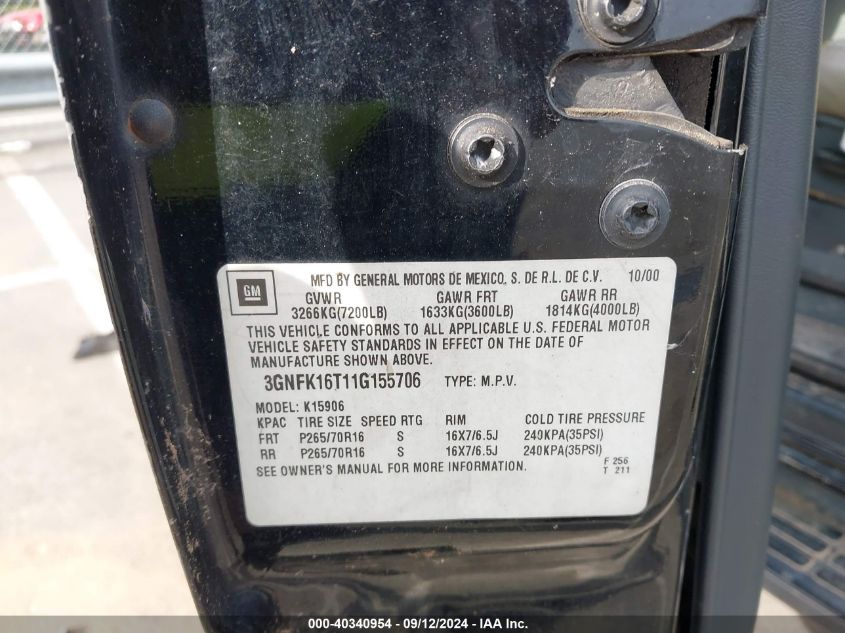 GM
MFD BY GENERAL MOTORS DE MEXICO, S. DE R.L. DE C.V. 10/00
GVWR GAWR FRT GAWR RR
3266KG(7200LB) 1633KG(3600LB) 1814KG(4000LB)
THIS VEHICLE CONFORMS TO ALL APPLICABLE U.S. FEDERAL MOTOR
VEHICLE SAFETY STANDARDS IN EFFECT ON THE DATE OF
MANUFACTURE SHOWN ABOVE.
3GNFK16T11G155706 TYPE: M.P.V.
MODEL: K15906
KPAC TIRE SIZE SPEED RTG RIM COLD TIRE PRESSURE
FRT P265/70R16 S 16X7/6.5J 240KPA(35PSI)
RR P265/70R16 S 16X7/6.5J 240KPA(35PSI)
SEE OWNER'S MANUAL FOR MORE INFORMATION.
F 256
T 211
000-40340954 - 09/12/2024 - IAA Inc.